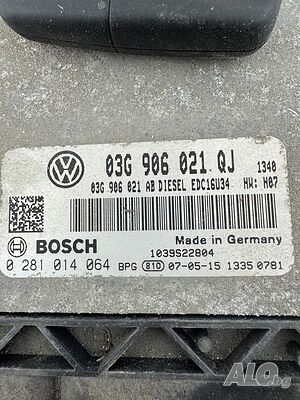 03G 906 021 QJ 1340
03G 906 021 AB DIESEL EDC16U34 HW: H07
BOSCH Made in Germany
1039S22804
0 281 014 064 BPG 810 07-05-15 1335 0781
Alo.bg